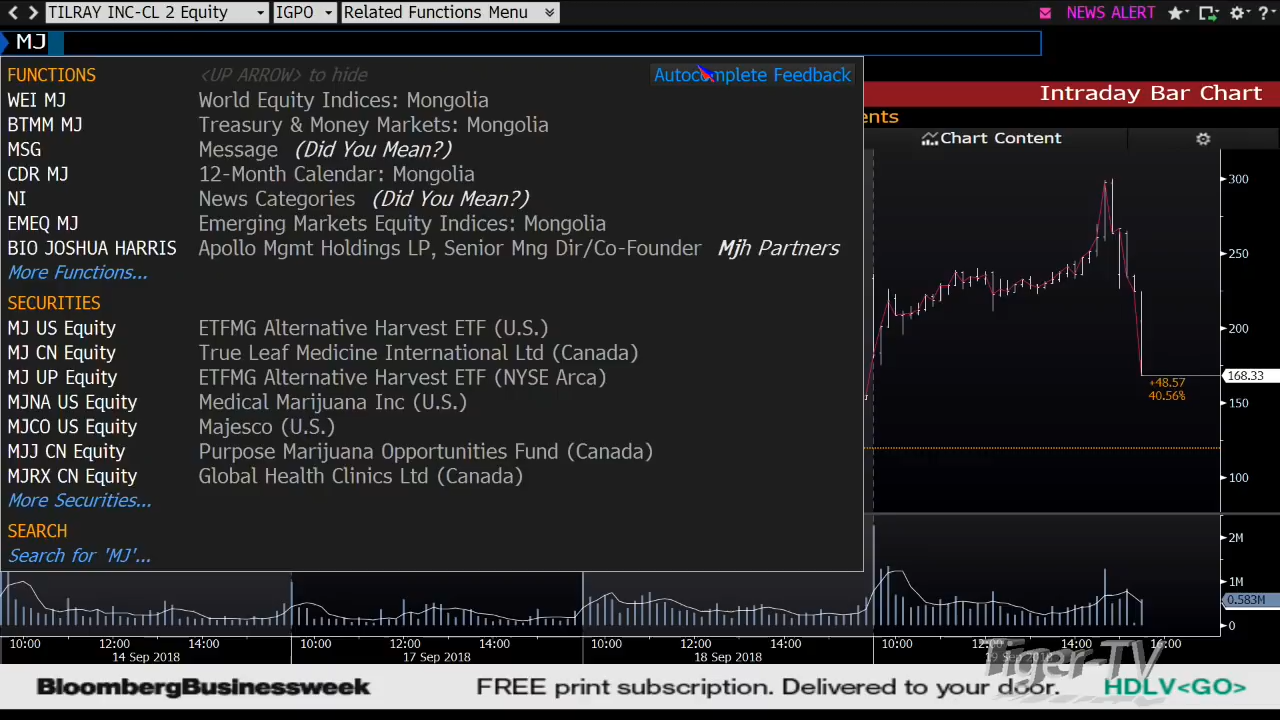 TILRAY INC-CL 2 Equity IGPO Related Functions Menu NEWS ALERT ?
MJ
FUNCTIONS <UP ARROW> to hide Autocomplete Feedback
WEI MJ World Equity Indices: Mongolia
BTMM MJ Treasury & Money Markets: Mongolia
MSG Message (Did You Mean?)
CDR MJ 12-Month Calendar: Mongolia
NI News Categories (Did You Mean?)
EMEQ MJ Emerging Markets Equity Indices: Mongolia
BIO JOSHUA HARRIS Apollo Mgmt Holdings LP, Senior Mng Dir/Co-Founder Mjh Partners
More Functions...
SECURITIES
MJ US Equity ETFMG Alternative Harvest ETF (U.S.)
MJ CN Equity True Leaf Medicine International Ltd (Canada)
MJ UP Equity ETFMG Alternative Harvest ETF (NYSE Arca)
MJNA US Equity Medical Marijuana Inc (U.S.)
MJCO US Equity Majesco (U.S.)
MJJ CN Equity Purpose Marijuana Opportunities Fund (Canada)
MJRX CN Equity Global Health Clinics Ltd (Canada)
More Securities...
SEARCH
Search for 'MJ'...
Intraday Bar Chart
ents
Chart Content
300
250
200
168.33
+48.57
40.56%
150
100
2M
1M
0.583M
0
10:00 12:00 14:00 10:00 12:00 14:00 10:00 12:00 14:00 10:00 12:00 14:00 16:00
14 Sep 2018 17 Sep 2018 18 Sep 2018 19 Sep 2018
Tiger-TV
BloombergBusinessweek FREE print subscription. Delivered to your door. HDLV<GO>